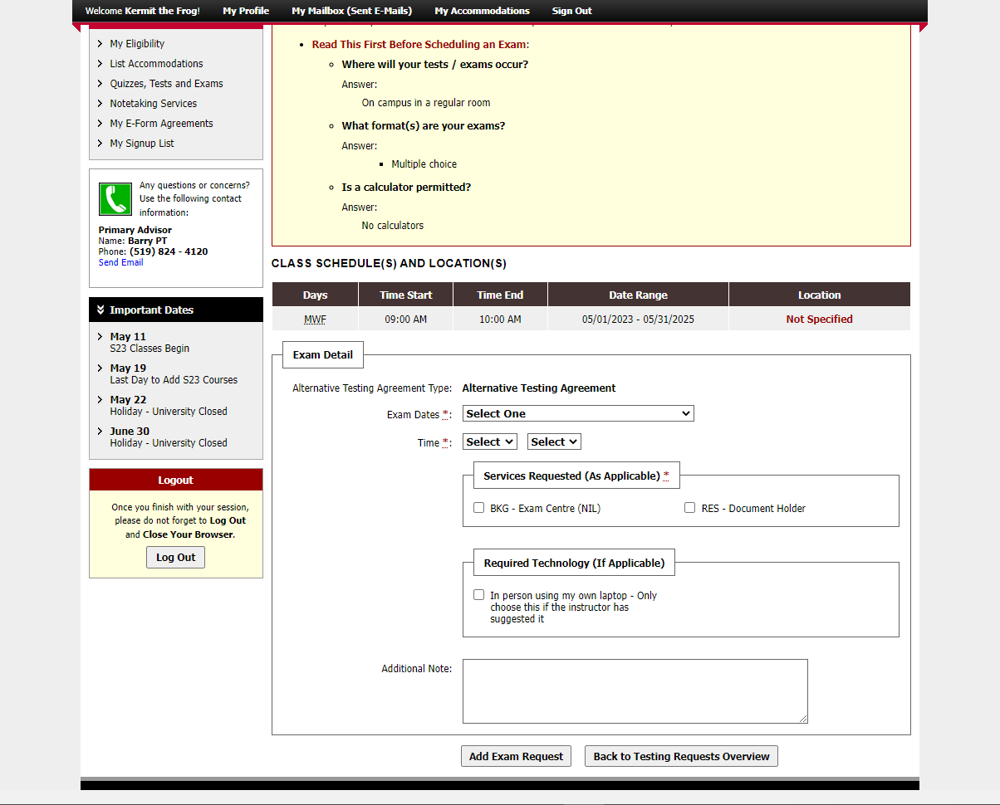 Welcome Kermit the Frog! My Profile My Mailbox (Sent E-Mails) My Accommodations Sign Out
My Eligibility
List Accommodations
Quizzes, Tests and Exams
Notetaking Services
My E-Form Agreements
My Signup List
Any questions or concerns?
Use the following contact
information:
Primary Advisor
Name: Barry PT
Phone: (519) 824 - 4120
Send Email
Important Dates
May 11
S23 Classes Begin
May 19
Last Day to Add S23 Courses
May 22
Holiday - University Closed
June 30
Holiday - University Closed
Logout
Once you finish with your session,
please do not forget to Log Out
and Close Your Browser.
Log Out
Read This First Before Scheduling an Exam:
Where will your tests / exams occur?
Answer:
On campus in a regular room
What format(s) are your exams?
Answer:
Multiple choice
Is a calculator permitted?
Answer:
No calculators
CLASS SCHEDULE(S) AND LOCATION(S)
Days Time Start Time End Date Range Location
MWF 09:00 AM 10:00 AM 05/01/2023 - 05/31/2025 Not Specified
Exam Detail
Alternative Testing Agreement Type: Alternative Testing Agreement
Exam Dates *: Select One
Time *: Select Select
Services Requested (As Applicable) *
BKG - Exam Centre (NIL) RES - Document Holder
Required Technology (If Applicable)
In person using my own laptop - Only
choose this if the instructor has
suggested it
Additional Note:
Add Exam Request Back to Testing Requests Overview